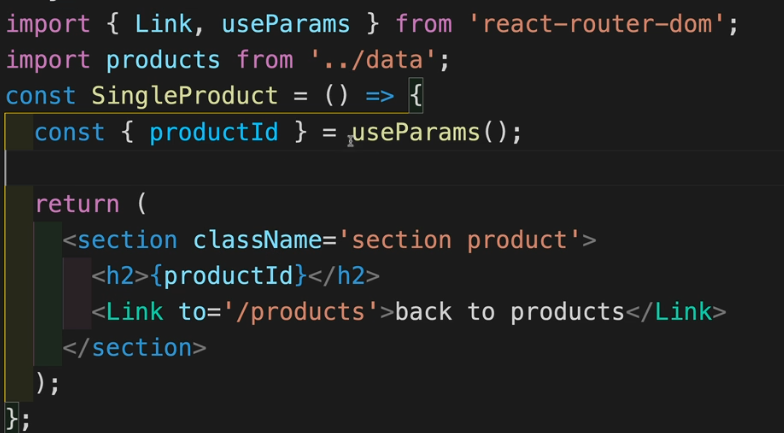 import { Link, useParams } from 'react-router-dom';
import products from '../data';
const SingleProduct = () => {
  const { productId } = useParams();

  return (
    <section className='section product'>
      <h2>{productId}</h2>
      <Link to='/products'>back to products</Link>
    </section>
  );
};